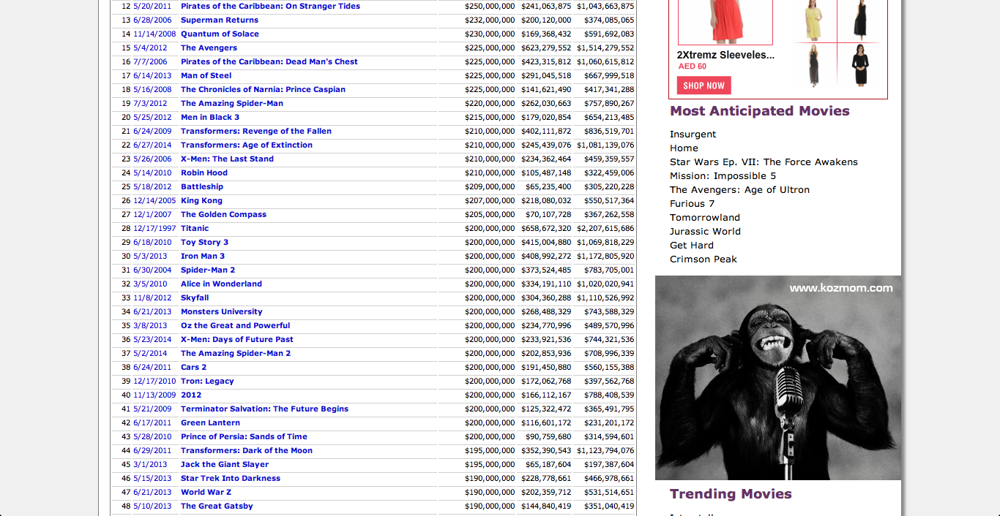 12 5/20/2011 Pirates of the Caribbean: On Stranger Tides $250,000,000 $241,063,875 $1,043,663,875
13 6/28/2006 Superman Returns $232,000,000 $200,120,000 $374,085,065
14 11/14/2008 Quantum of Solace $230,000,000 $169,368,432 $591,692,083
15 5/4/2012 The Avengers $225,000,000 $623,279,552 $1,514,279,552
16 7/7/2006 Pirates of the Caribbean: Dead Man's Chest $225,000,000 $423,315,812 $1,060,615,812
17 6/14/2013 Man of Steel $225,000,000 $291,045,518 $667,999,518
18 5/16/2008 The Chronicles of Narnia: Prince Caspian $225,000,000 $141,621,490 $417,341,288
19 7/3/2012 The Amazing Spider-Man $220,000,000 $262,030,663 $757,890,267
20 5/25/2012 Men in Black 3 $215,000,000 $179,020,854 $654,213,485
21 6/24/2009 Transformers: Revenge of the Fallen $210,000,000 $402,111,872 $836,519,701
22 6/27/2014 Transformers: Age of Extinction $210,000,000 $245,439,076 $1,081,139,076
23 5/26/2006 X-Men: The Last Stand $210,000,000 $234,362,464 $459,359,557
24 5/14/2010 Robin Hood $210,000,000 $105,487,148 $322,459,006
25 5/18/2012 Battleship $209,000,000 $65,235,400 $305,220,228
26 12/14/2005 King Kong $207,000,000 $218,080,032 $550,517,364
27 12/1/2007 The Golden Compass $205,000,000 $70,107,728 $367,262,558
28 12/17/1997 Titanic $200,000,000 $658,672,320 $2,207,615,686
29 6/18/2010 Toy Story 3 $200,000,000 $415,004,880 $1,069,818,229
30 5/3/2013 Iron Man 3 $200,000,000 $408,992,272 $1,172,805,920
31 6/30/2004 Spider-Man 2 $200,000,000 $373,524,485 $783,705,001
32 3/5/2010 Alice in Wonderland $200,000,000 $334,191,110 $1,020,020,941
33 11/8/2012 Skyfall $200,000,000 $304,360,288 $1,110,526,992
34 6/21/2013 Monsters University $200,000,000 $268,488,329 $743,588,329
35 3/8/2013 Oz the Great and Powerful $200,000,000 $234,770,996 $489,570,996
36 5/23/2014 X-Men: Days of Future Past $200,000,000 $233,921,536 $744,321,536
37 5/2/2014 The Amazing Spider-Man 2 $200,000,000 $202,853,936 $708,996,339
38 6/24/2011 Cars 2 $200,000,000 $191,450,880 $560,155,388
39 12/17/2010 Tron: Legacy $200,000,000 $172,062,768 $397,562,768
40 11/13/2009 2012 $200,000,000 $166,112,167 $788,408,539
41 5/21/2009 Terminator Salvation: The Future Begins $200,000,000 $125,322,472 $365,491,795
42 6/17/2011 Green Lantern $200,000,000 $116,601,172 $231,201,172
43 5/28/2010 Prince of Persia: Sands of Time $200,000,000 $90,759,680 $314,594,601
44 6/29/2011 Transformers: Dark of the Moon $195,000,000 $352,390,543 $1,123,794,076
45 3/1/2013 Jack the Giant Slayer $195,000,000 $65,187,604 $197,387,604
46 5/15/2013 Star Trek Into Darkness $190,000,000 $228,778,661 $466,978,661
47 6/21/2013 World War Z $190,000,000 $202,359,712 $531,514,651
48 5/10/2013 The Great Gatsby $190,000,000 $144,840,419 $351,040,419
2Xtremz Sleeveles...
AED 60
SHOP NOW
Most Anticipated Movies
Insurgent
Home
Star Wars Ep. VII: The Force Awakens
Mission: Impossible 5
The Avengers: Age of Ultron
Furious 7
Tomorrowland
Jurassic World
Get Hard
Crimson Peak
www.kozmom.com
Trending Movies